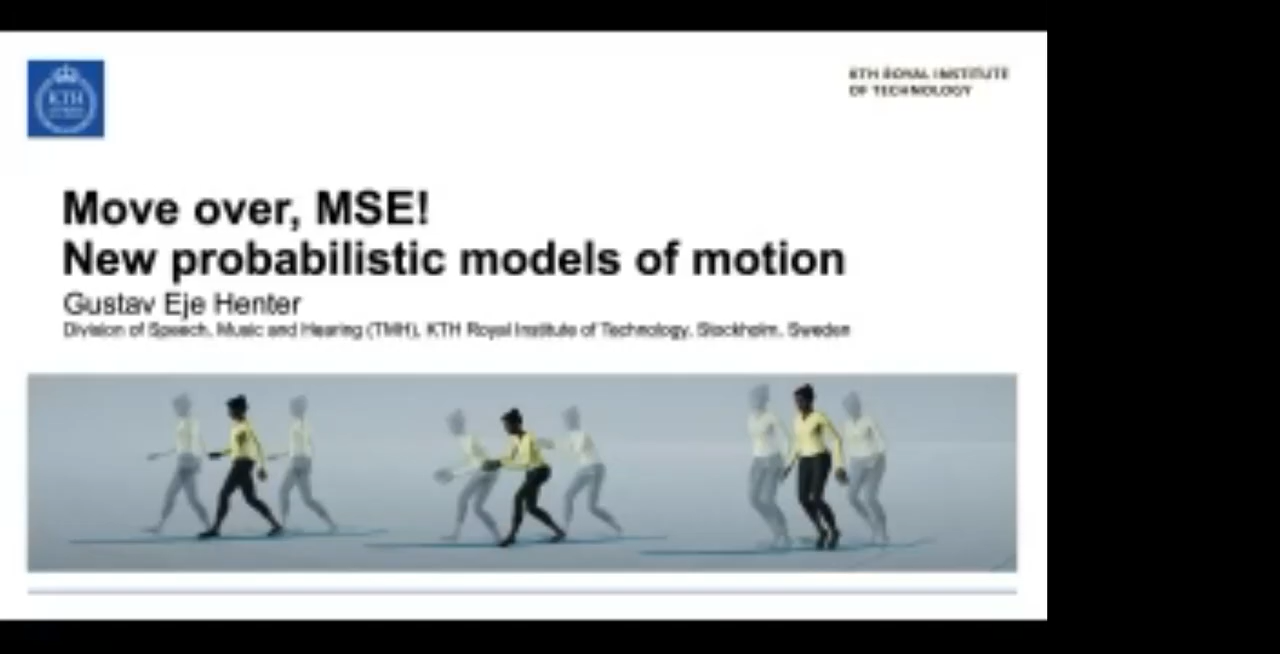 KTH
KTH ROYAL INSTITUTE
OF TECHNOLOGY
Move over, MSE!
New probabilistic models of motion
Gustav Eje Henter
Division of Speech, Music and Hearing (TMH), KTH Royal Institute of Technology, Stockholm, Sweden